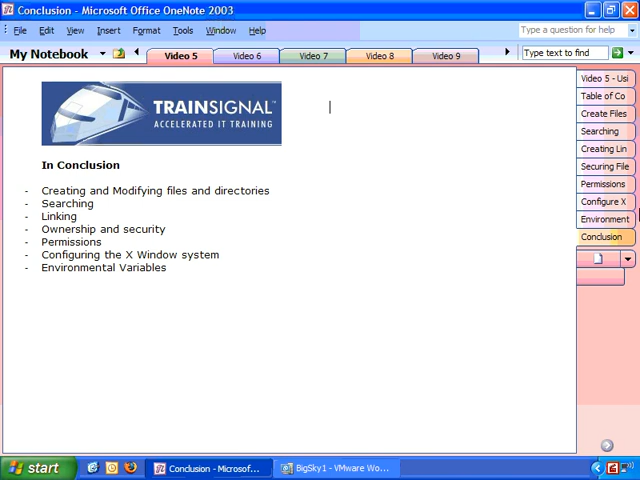 Conclusion - Microsoft Office OneNote 2003
File Edit View Insert Format Tools Window Help
Type a question for help
My Notebook
Video 5 Video 6 Video 7 Video 8 Video 9
Type text to find
TRAINSIGNAL™
ACCELERATED IT TRAINING
In Conclusion
- Creating and Modifying files and directories
- Searching
- Linking
- Ownership and security
- Permissions
- Configuring the X Window system
- Environmental Variables
Video 5 - Usi
Table of Co
Create Files
Searching
Creating Lin
Securing File
Permissions
Configure X
Environment
Conclusion
start
Conclusion - Microsof...
BigSky1 - VMware Wo...